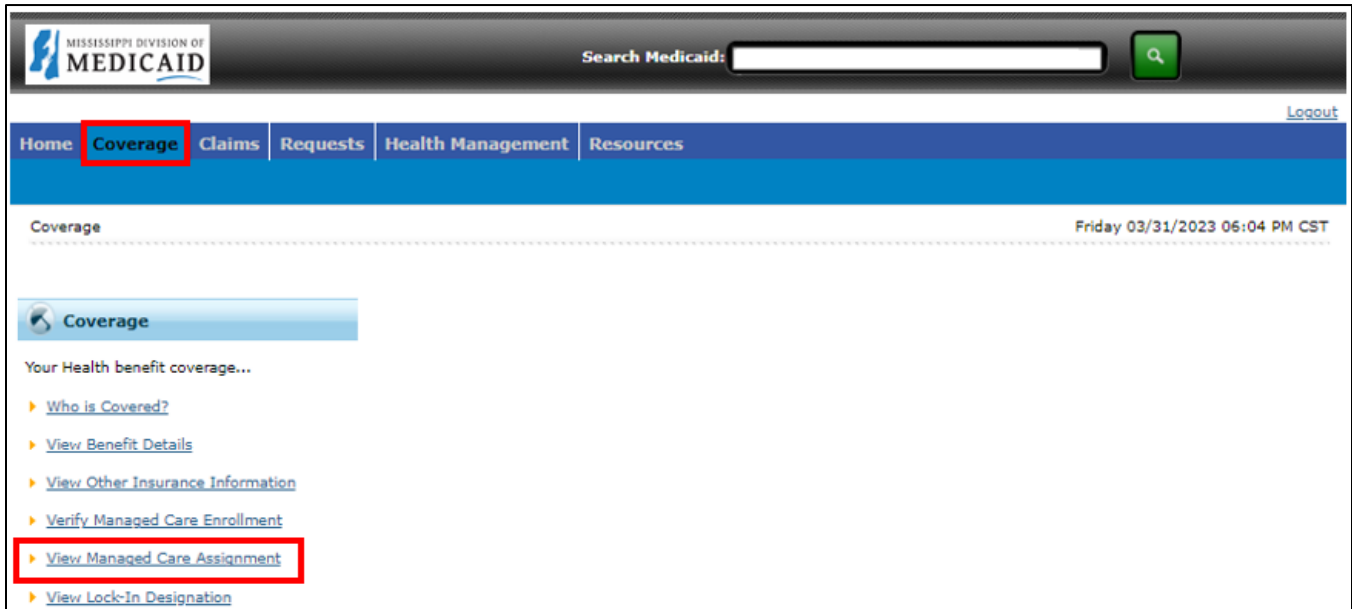 MISSISSIPPI DIVISION OF
MEDICAID
Search Medicaid:
Logout
Home Coverage Claims Requests Health Management Resources
Coverage Friday 03/31/2023 06:04 PM CST
Coverage
Your Health benefit coverage...
Who is Covered?
View Benefit Details
View Other Insurance Information
Verify Managed Care Enrollment
View Managed Care Assignment
View Lock-In Designation